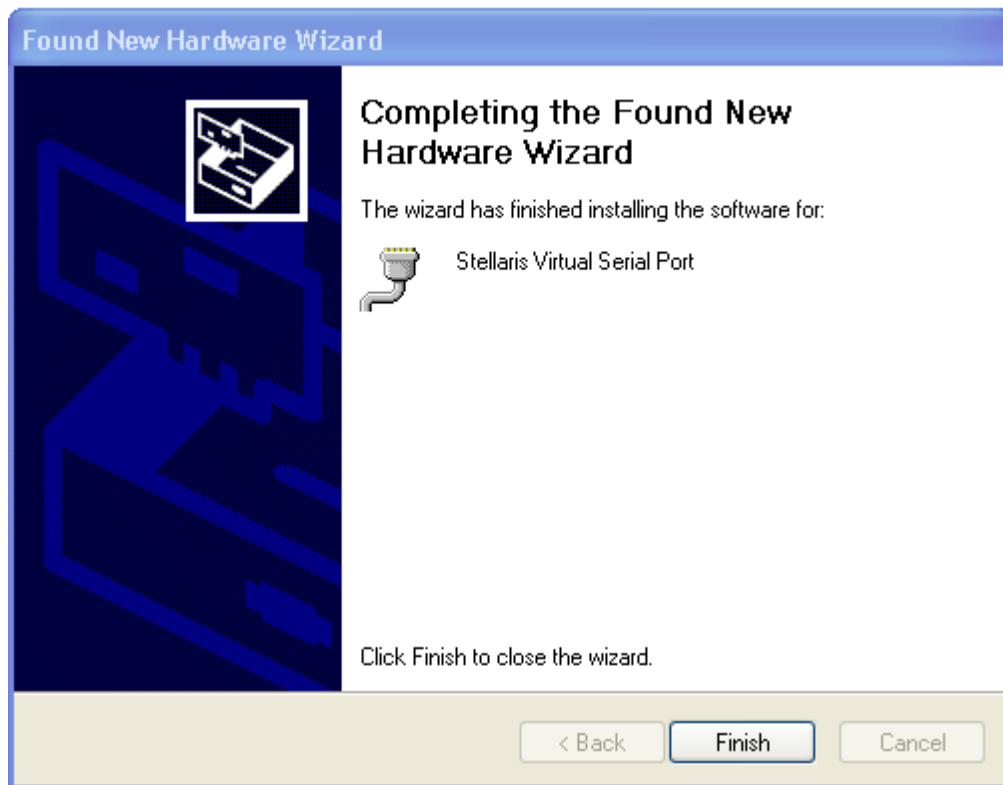 Found New Hardware Wizard
Completing the Found New
Hardware Wizard
The wizard has finished installing the software for:
Stellaris Virtual Serial Port
Click Finish to close the wizard.
< Back
Finish
Cancel